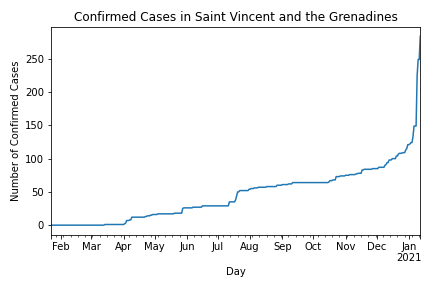 Confirmed Cases in Saint Vincent and the Grenadines
Number of Confirmed Cases
250
200
150
100
50
0
Feb Mar Apr May Jun Jul Aug Sep Oct Nov Dec Jan
2021
Day